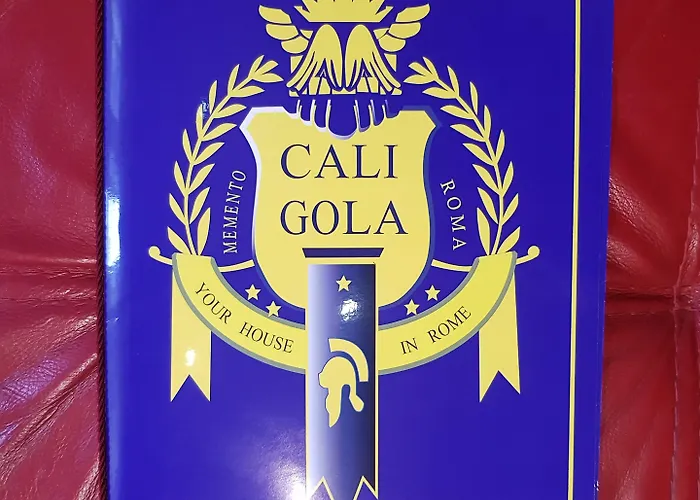 CALI
GOLA
MEMENTO
ROMA
YOUR HOUSE
IN ROME